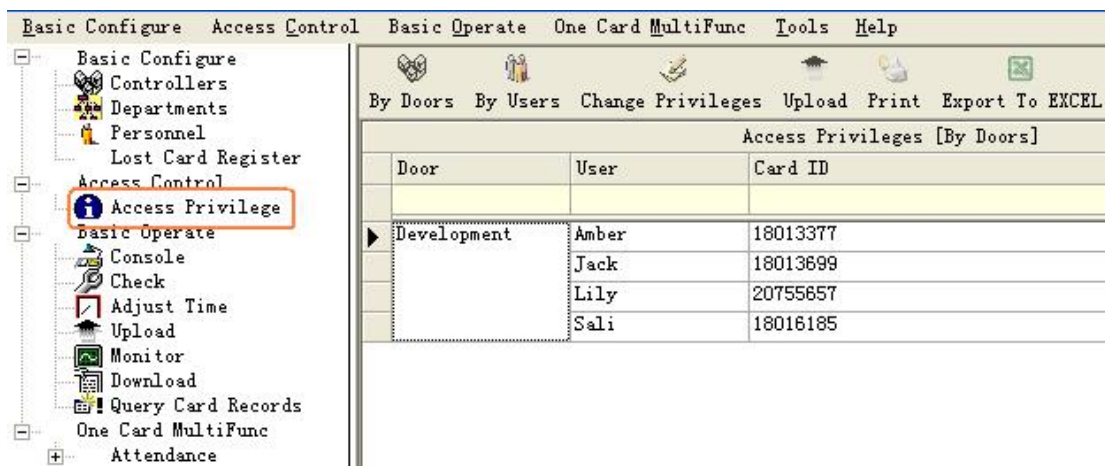 Basic Configure Access Control Basic Operate One Card MultiFunc Tools Help
Basic Configure
Controllers
Departments
Personnel
Lost Card Register
Access Control
Access Privilege
Basic Operate
Console
Check
Adjust Time
Upload
Monitor
Download
Query Card Records
One Card MultiFunc
Attendance
By Doors By Users Change Privileges Upload Print Export To EXCEL
Access Privileges [By Doors]
Door User Card ID
Development Amber 18013377
Jack 18013699
Lily 20755657
Sali 18016185